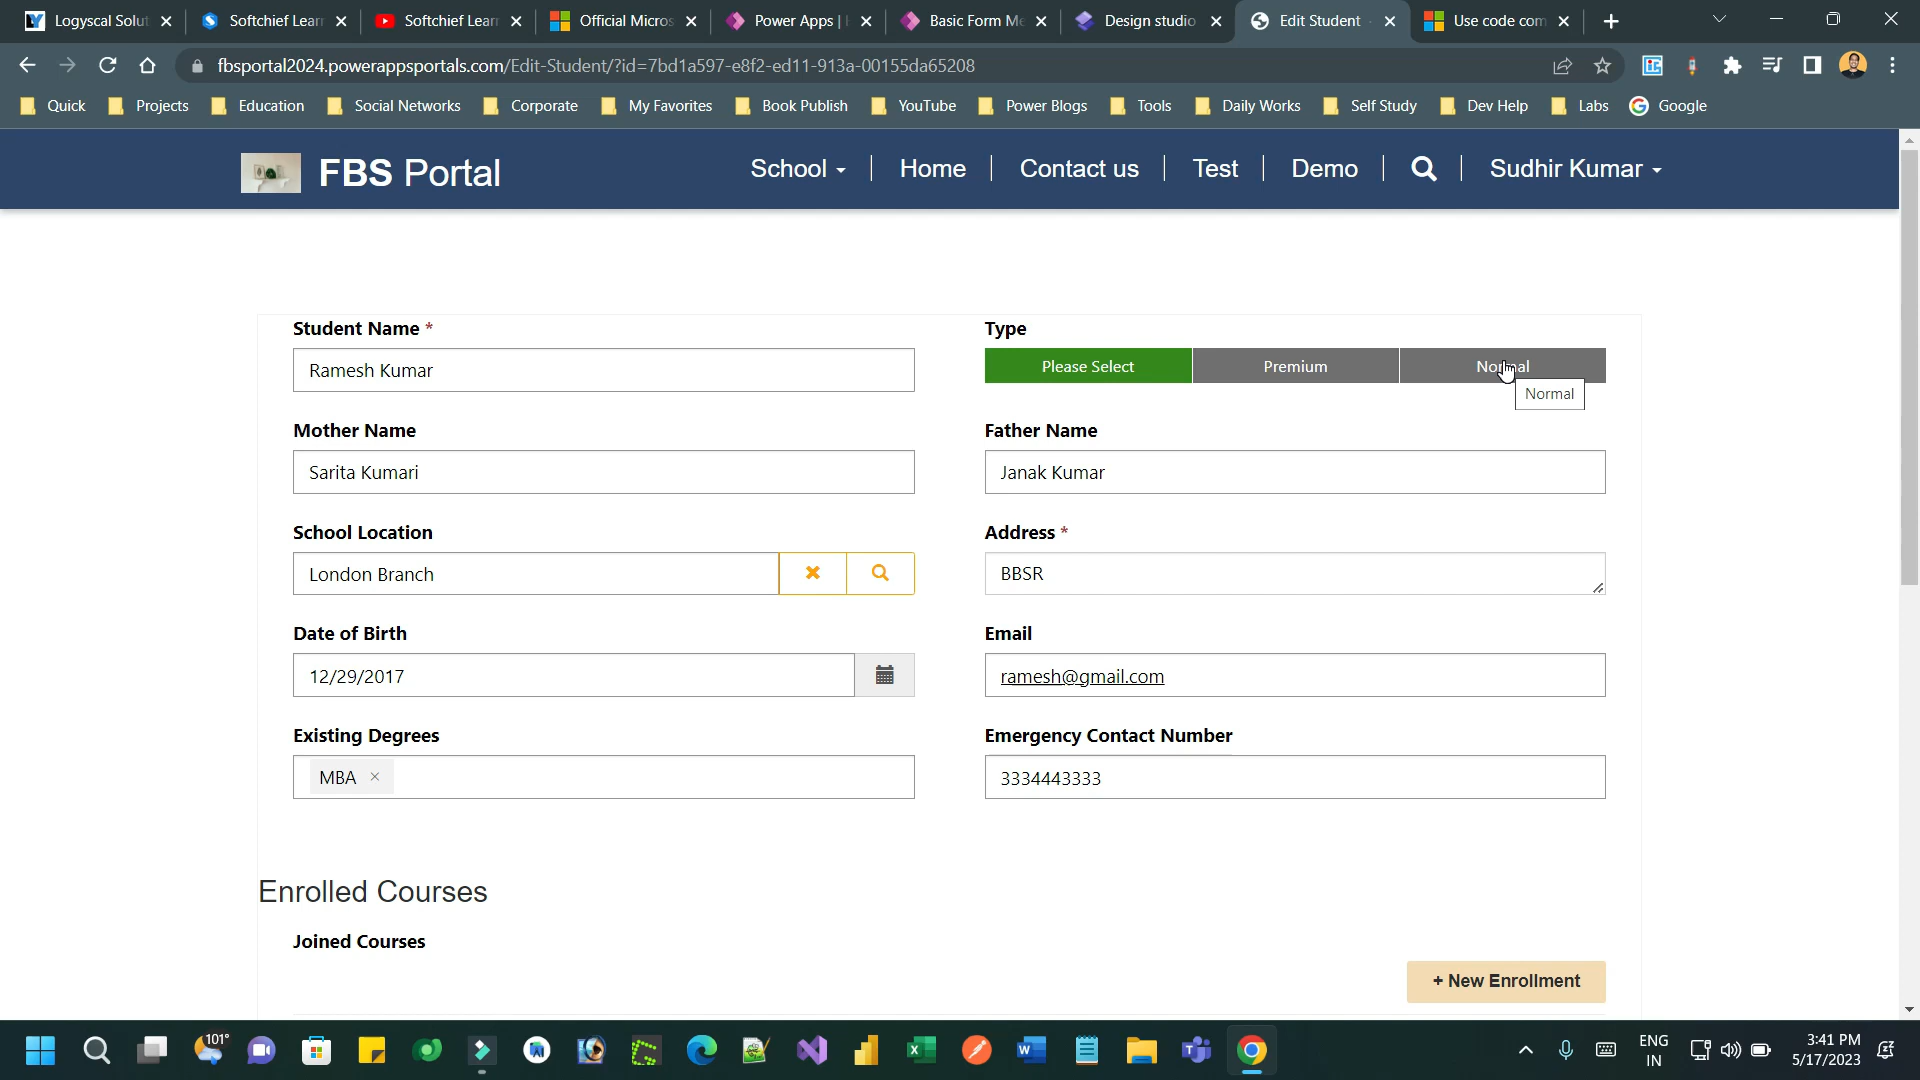 Logyscal Solut
Softchief Learn
Softchief Learn
Official Micros
Power Apps |
Basic Form Me
Design studio
Edit Student
Use code com
fbsportal2024.powerappsportals.com/Edit-Student/?id=7bd1a597-e8f2-ed11-913a-00155da65208
Quick
Projects
Education
Social Networks
Corporate
My Favorites
Book Publish
YouTube
Power Blogs
Tools
Daily Works
Self Study
Dev Help
Labs
Google
FBS Portal
School
Home
Contact us
Test
Demo
Sudhir Kumar
Student Name *
Ramesh Kumar
Type
Please Select
Premium
Normal
Normal
Mother Name
Sarita Kumari
Father Name
Janak Kumar
School Location
London Branch
Address *
BBSR
Date of Birth
12/29/2017
Email
ramesh@gmail.com
Existing Degrees
MBA ×
Emergency Contact Number
3334443333
Enrolled Courses
Joined Courses
+ New Enrollment
101°
ENG
IN
3:41 PM
5/17/2023